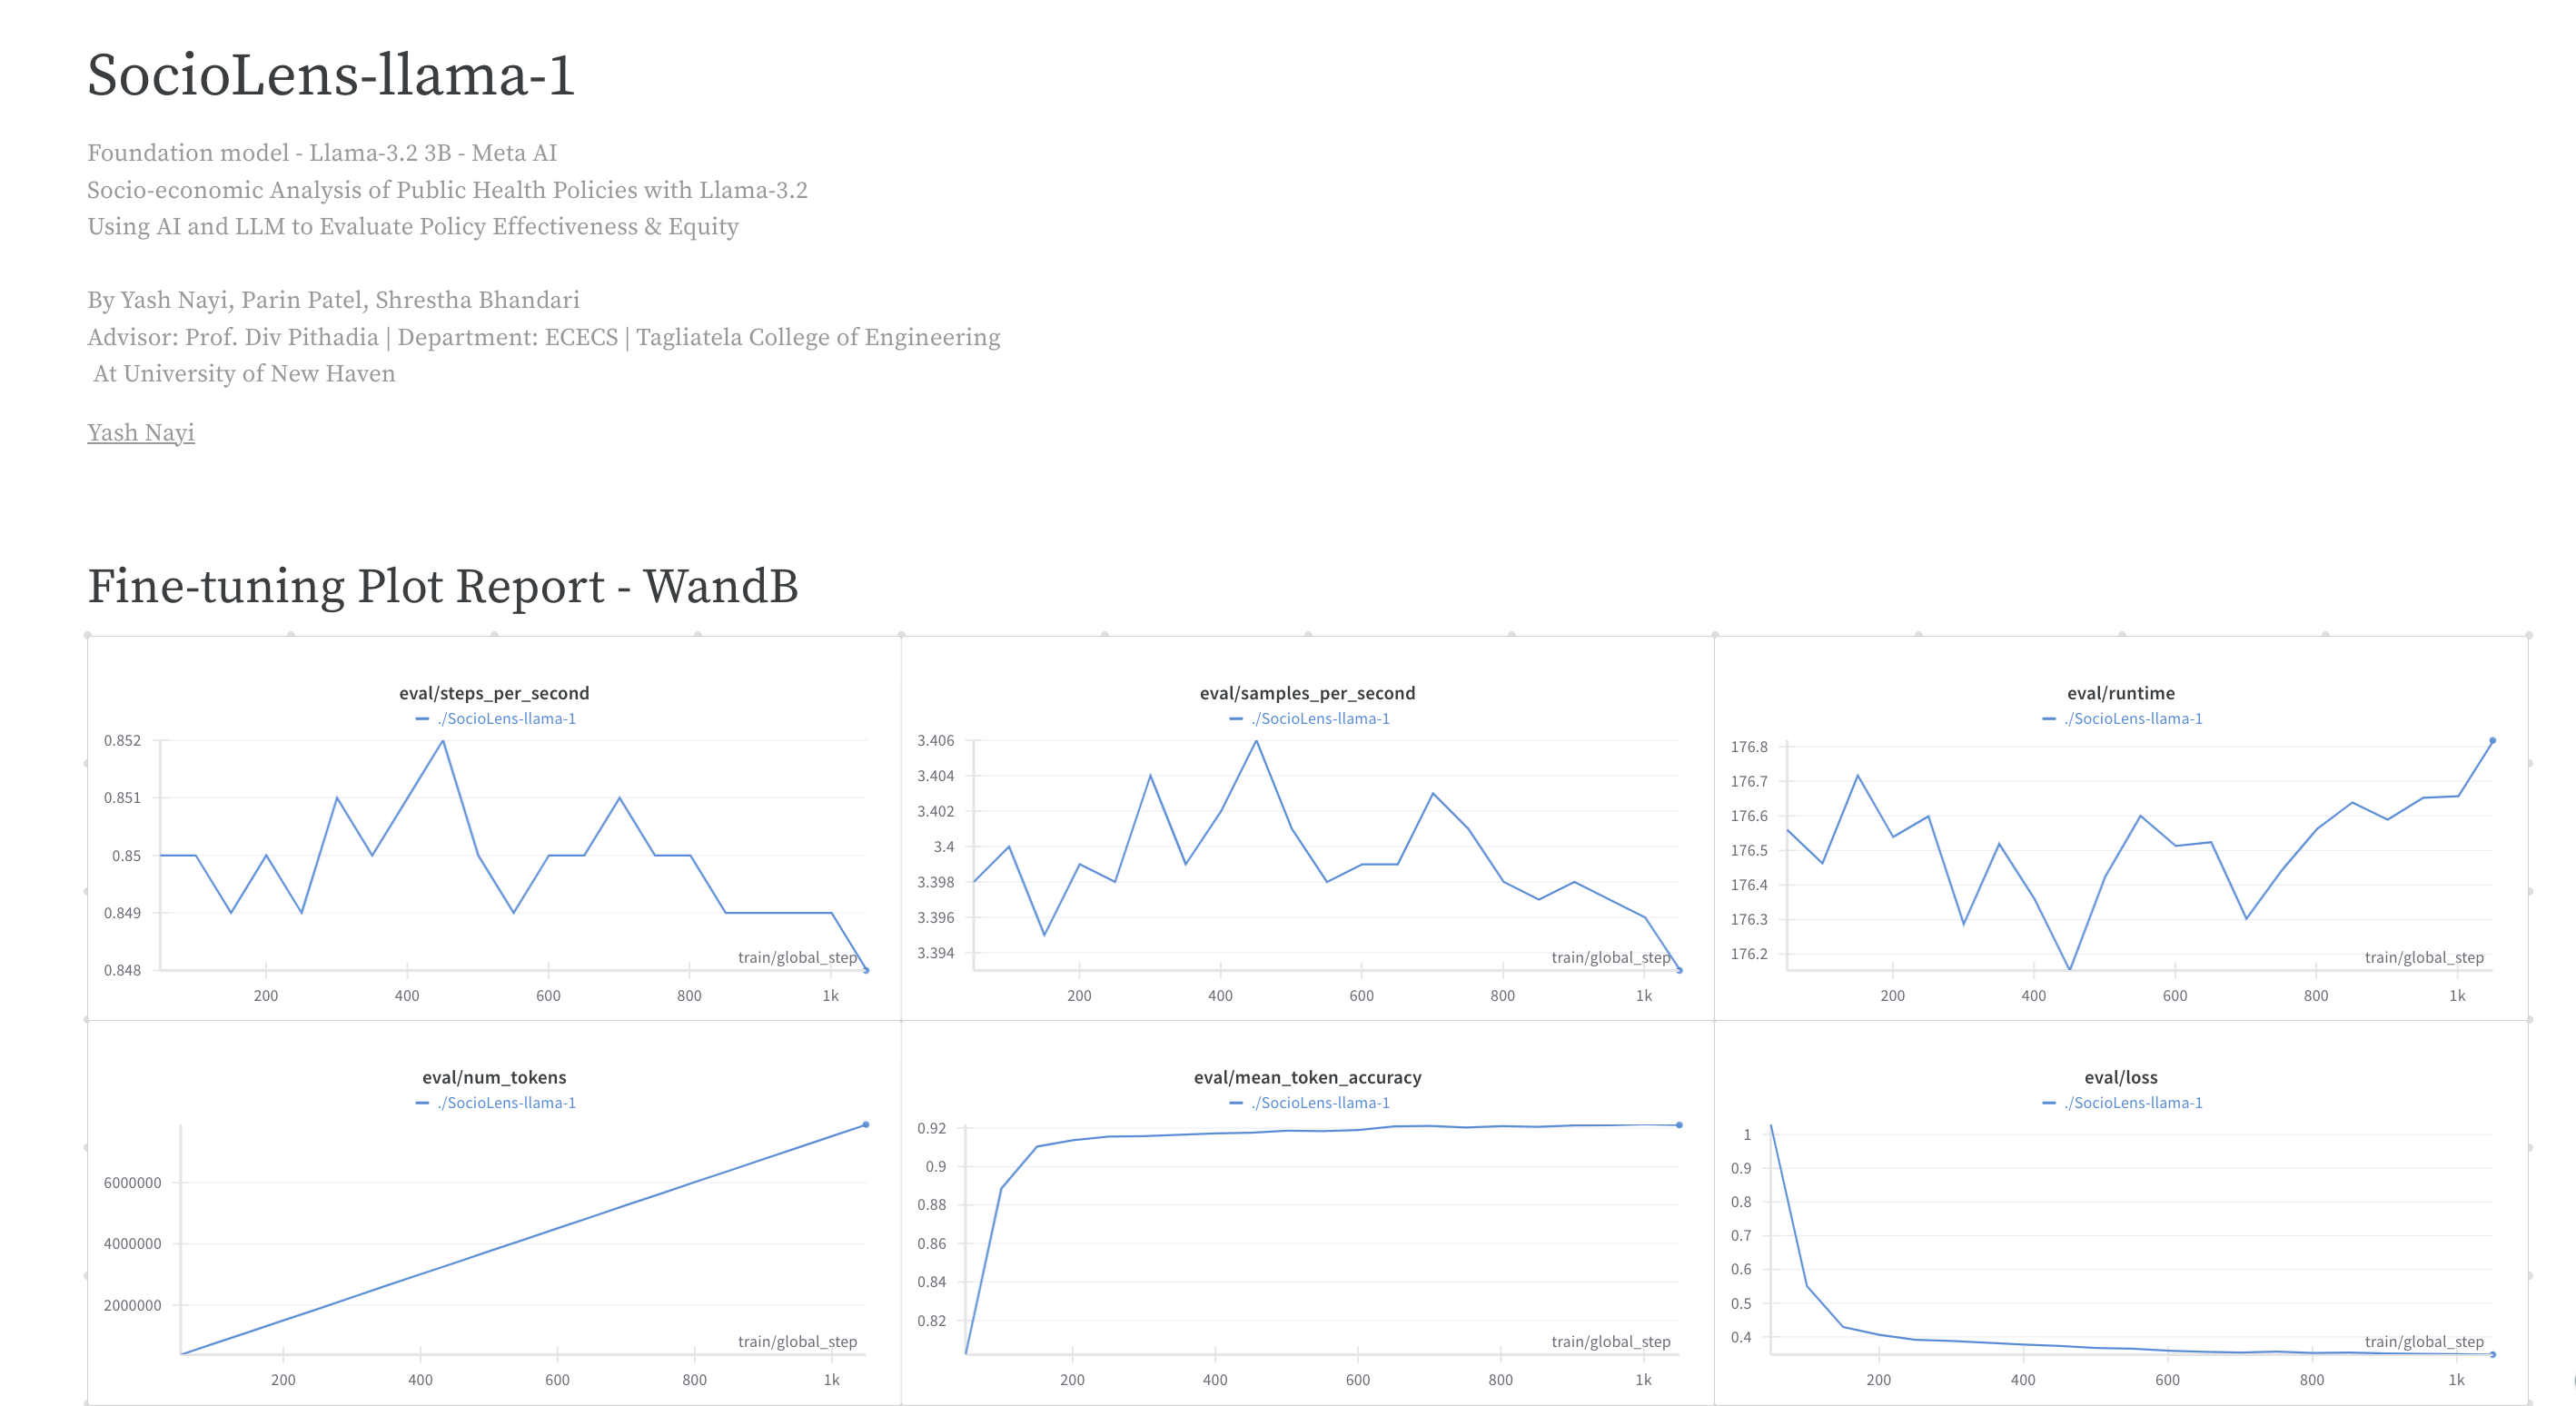 SocioLens-llama-1
Foundation model - Llama-3.2 3B - Meta AI
Socio-economic Analysis of Public Health Policies with Llama-3.2
Using AI and LLM to Evaluate Policy Effectiveness & Equity
By Yash Nayi, Parin Patel, Shrestha Bhandari
Advisor: Prof. Div Pithadia | Department: ECECS | Tagliatela College of Engineering
At University of New Haven
Yash Nayi
Fine-tuning Plot Report - WandB
eval/steps_per_second
./SocioLens-llama-1
0.852
0.851
0.85
0.849
0.848
train/global_step
200 400 600 800 1k
eval/samples_per_second
./SocioLens-llama-1
3.406
3.404
3.402
3.4
3.398
3.396
3.394
train/global_step
200 400 600 800 1k
eval/runtime
./SocioLens-llama-1
176.8
176.7
176.6
176.5
176.4
176.3
176.2
train/global_step
200 400 600 800 1k
eval/num_tokens
./SocioLens-llama-1
6000000
4000000
2000000
train/global_step
200 400 600 800 1k
eval/mean_token_accuracy
./SocioLens-llama-1
0.92
0.9
0.88
0.86
0.84
0.82
train/global_step
200 400 600 800 1k
eval/loss
./SocioLens-llama-1
1
0.9
0.8
0.7
0.6
0.5
0.4
train/global_step
200 400 600 800 1k